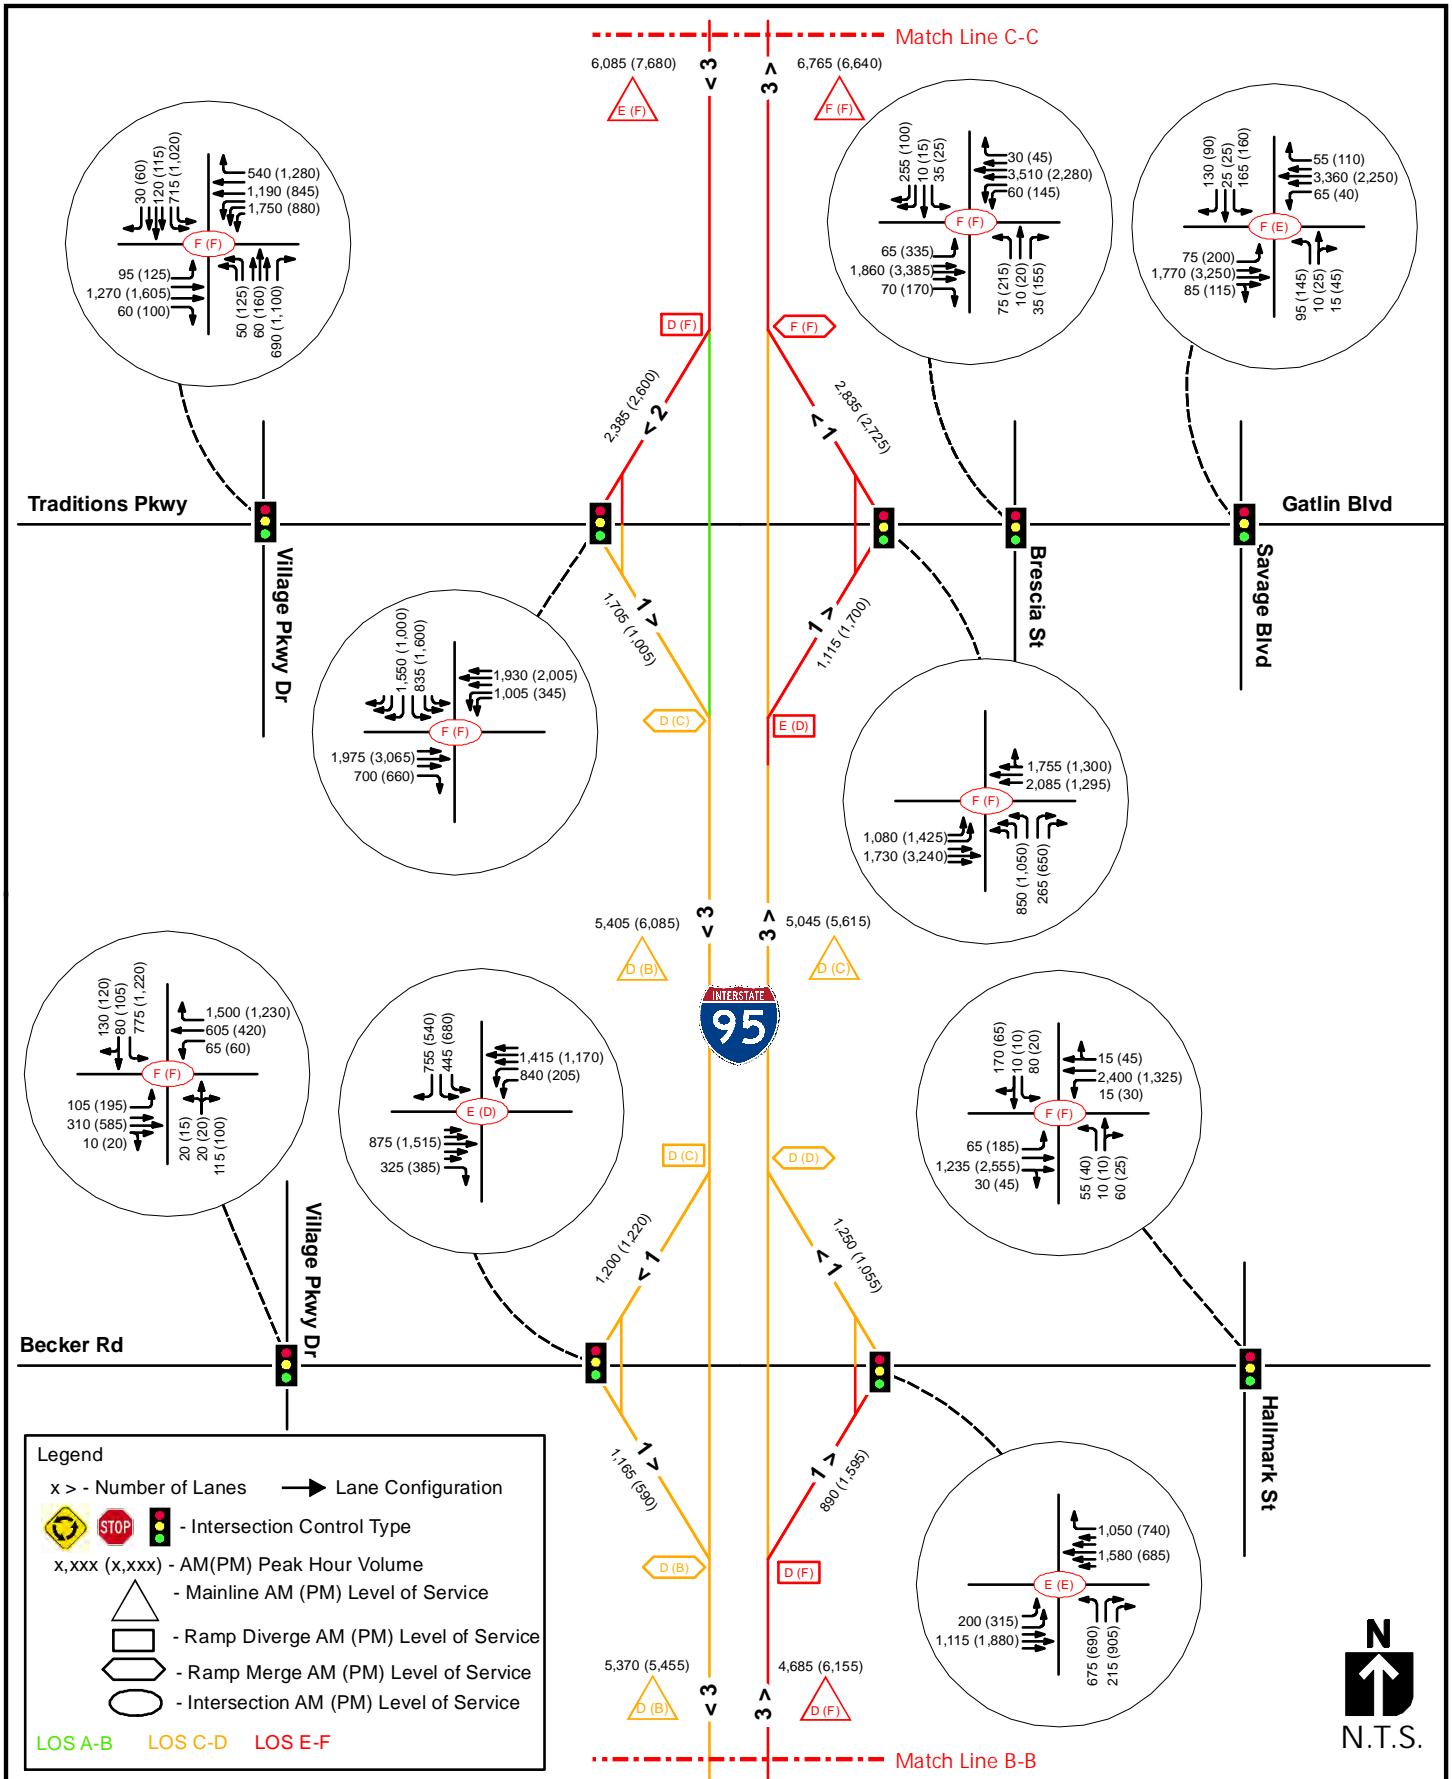 Match Line C-C
6,085 (7,680)
< 3
3 >
6,765 (6,640)
E (F)
F (F)
30 (60)
120 (115)
715 (1,020)
540 (1,280)
1,190 (845)
1,750 (880)
F (F)
95 (125)
1,270 (1,605)
60 (100)
50 (125)
60 (160)
690 (1,100)
255 (100)
10 (15)
35 (25)
30 (45)
3,510 (2,280)
60 (145)
F (F)
65 (335)
1,860 (3,385)
70 (170)
75 (215)
10 (20)
35 (155)
130 (90)
25 (25)
165 (160)
55 (110)
3,360 (2,250)
65 (40)
F (E)
75 (200)
1,770 (3,250)
85 (115)
95 (145)
10 (25)
15 (45)
D (F)
F (F)
2,385 (2,600)
< 2
2,835 (2,725)
< 1
Traditions Pkwy
Gatlin Blvd
Village Pkwy Dr
Brescia St
Savage Blvd
1 >
1,705 (1,005)
1 >
1,115 (1,700)
1,550 (1,000)
835 (1,600)
1,930 (2,005)
1,005 (345)
F (F)
1,975 (3,065)
700 (660)
D (C)
E (D)
1,755 (1,300)
2,085 (1,295)
F (F)
1,080 (1,425)
1,730 (3,240)
850 (1,050)
265 (650)
5,405 (6,085)
< 3
3 >
5,045 (5,615)
D (B)
D (C)
INTERSTATE
95
130 (120)
80 (105)
775 (1,220)
1,500 (1,230)
605 (420)
65 (60)
F (F)
105 (195)
310 (585)
10 (20)
20 (15)
20 (20)
115 (100)
755 (540)
445 (680)
1,415 (1,170)
840 (205)
E (D)
875 (1,515)
325 (385)
170 (65)
10 (10)
80 (20)
15 (45)
2,400 (1,325)
15 (30)
F (F)
65 (185)
1,235 (2,555)
30 (45)
55 (40)
10 (10)
60 (25)
D (C)
D (D)
1,200 (1,220)
< 1
1,250 (1,055)
< 1
Village Pkwy Dr
Becker Rd
Hallmark St
1 >
1,165 (590)
1 >
890 (1,595)
D (B)
D (F)
1,050 (740)
1,580 (685)
E (E)
200 (315)
1,115 (1,880)
675 (690)
215 (905)
5,370 (5,455)
< 3
3 >
4,685 (6,155)
D (B)
D (F)
Match Line B-B
Legend
x > - Number of Lanes
Lane Configuration
STOP
- Intersection Control Type
x,xxx (x,xxx) - AM(PM) Peak Hour Volume
- Mainline AM (PM) Level of Service
- Ramp Diverge AM (PM) Level of Service
- Ramp Merge AM (PM) Level of Service
- Intersection AM (PM) Level of Service
LOS A-B
LOS C-D
LOS E-F
N
N.T.S.